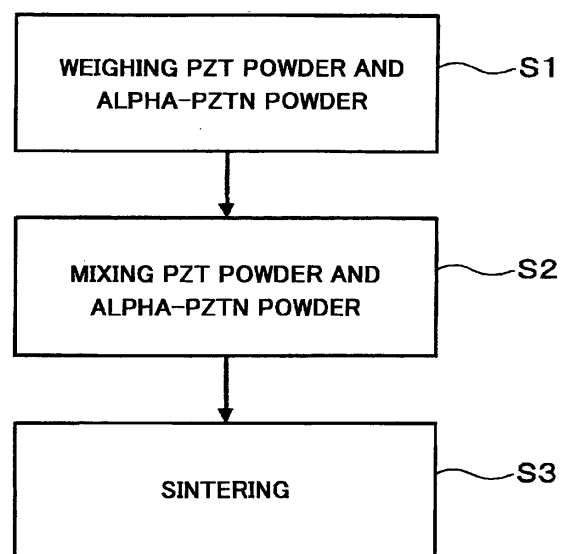 WEIGHING PZT POWDER AND
ALPHA-PZTN POWDER
S1
MIXING PZT POWDER AND
ALPHA-PZTN POWDER
S2
SINTERING
S3